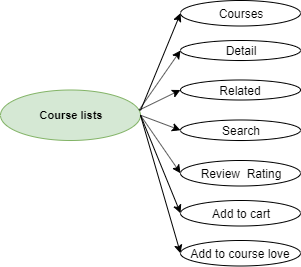 Courses
Detail
Related
Course lists
Search
Review Rating
Add to cart
Add to course love